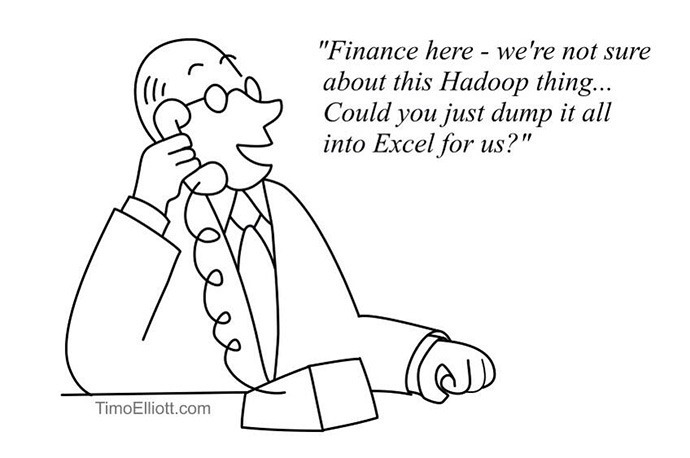 "Finance here - we're not sure
about this Hadoop thing...
Could you just dump it all
into Excel for us?"
TimoElliott.com